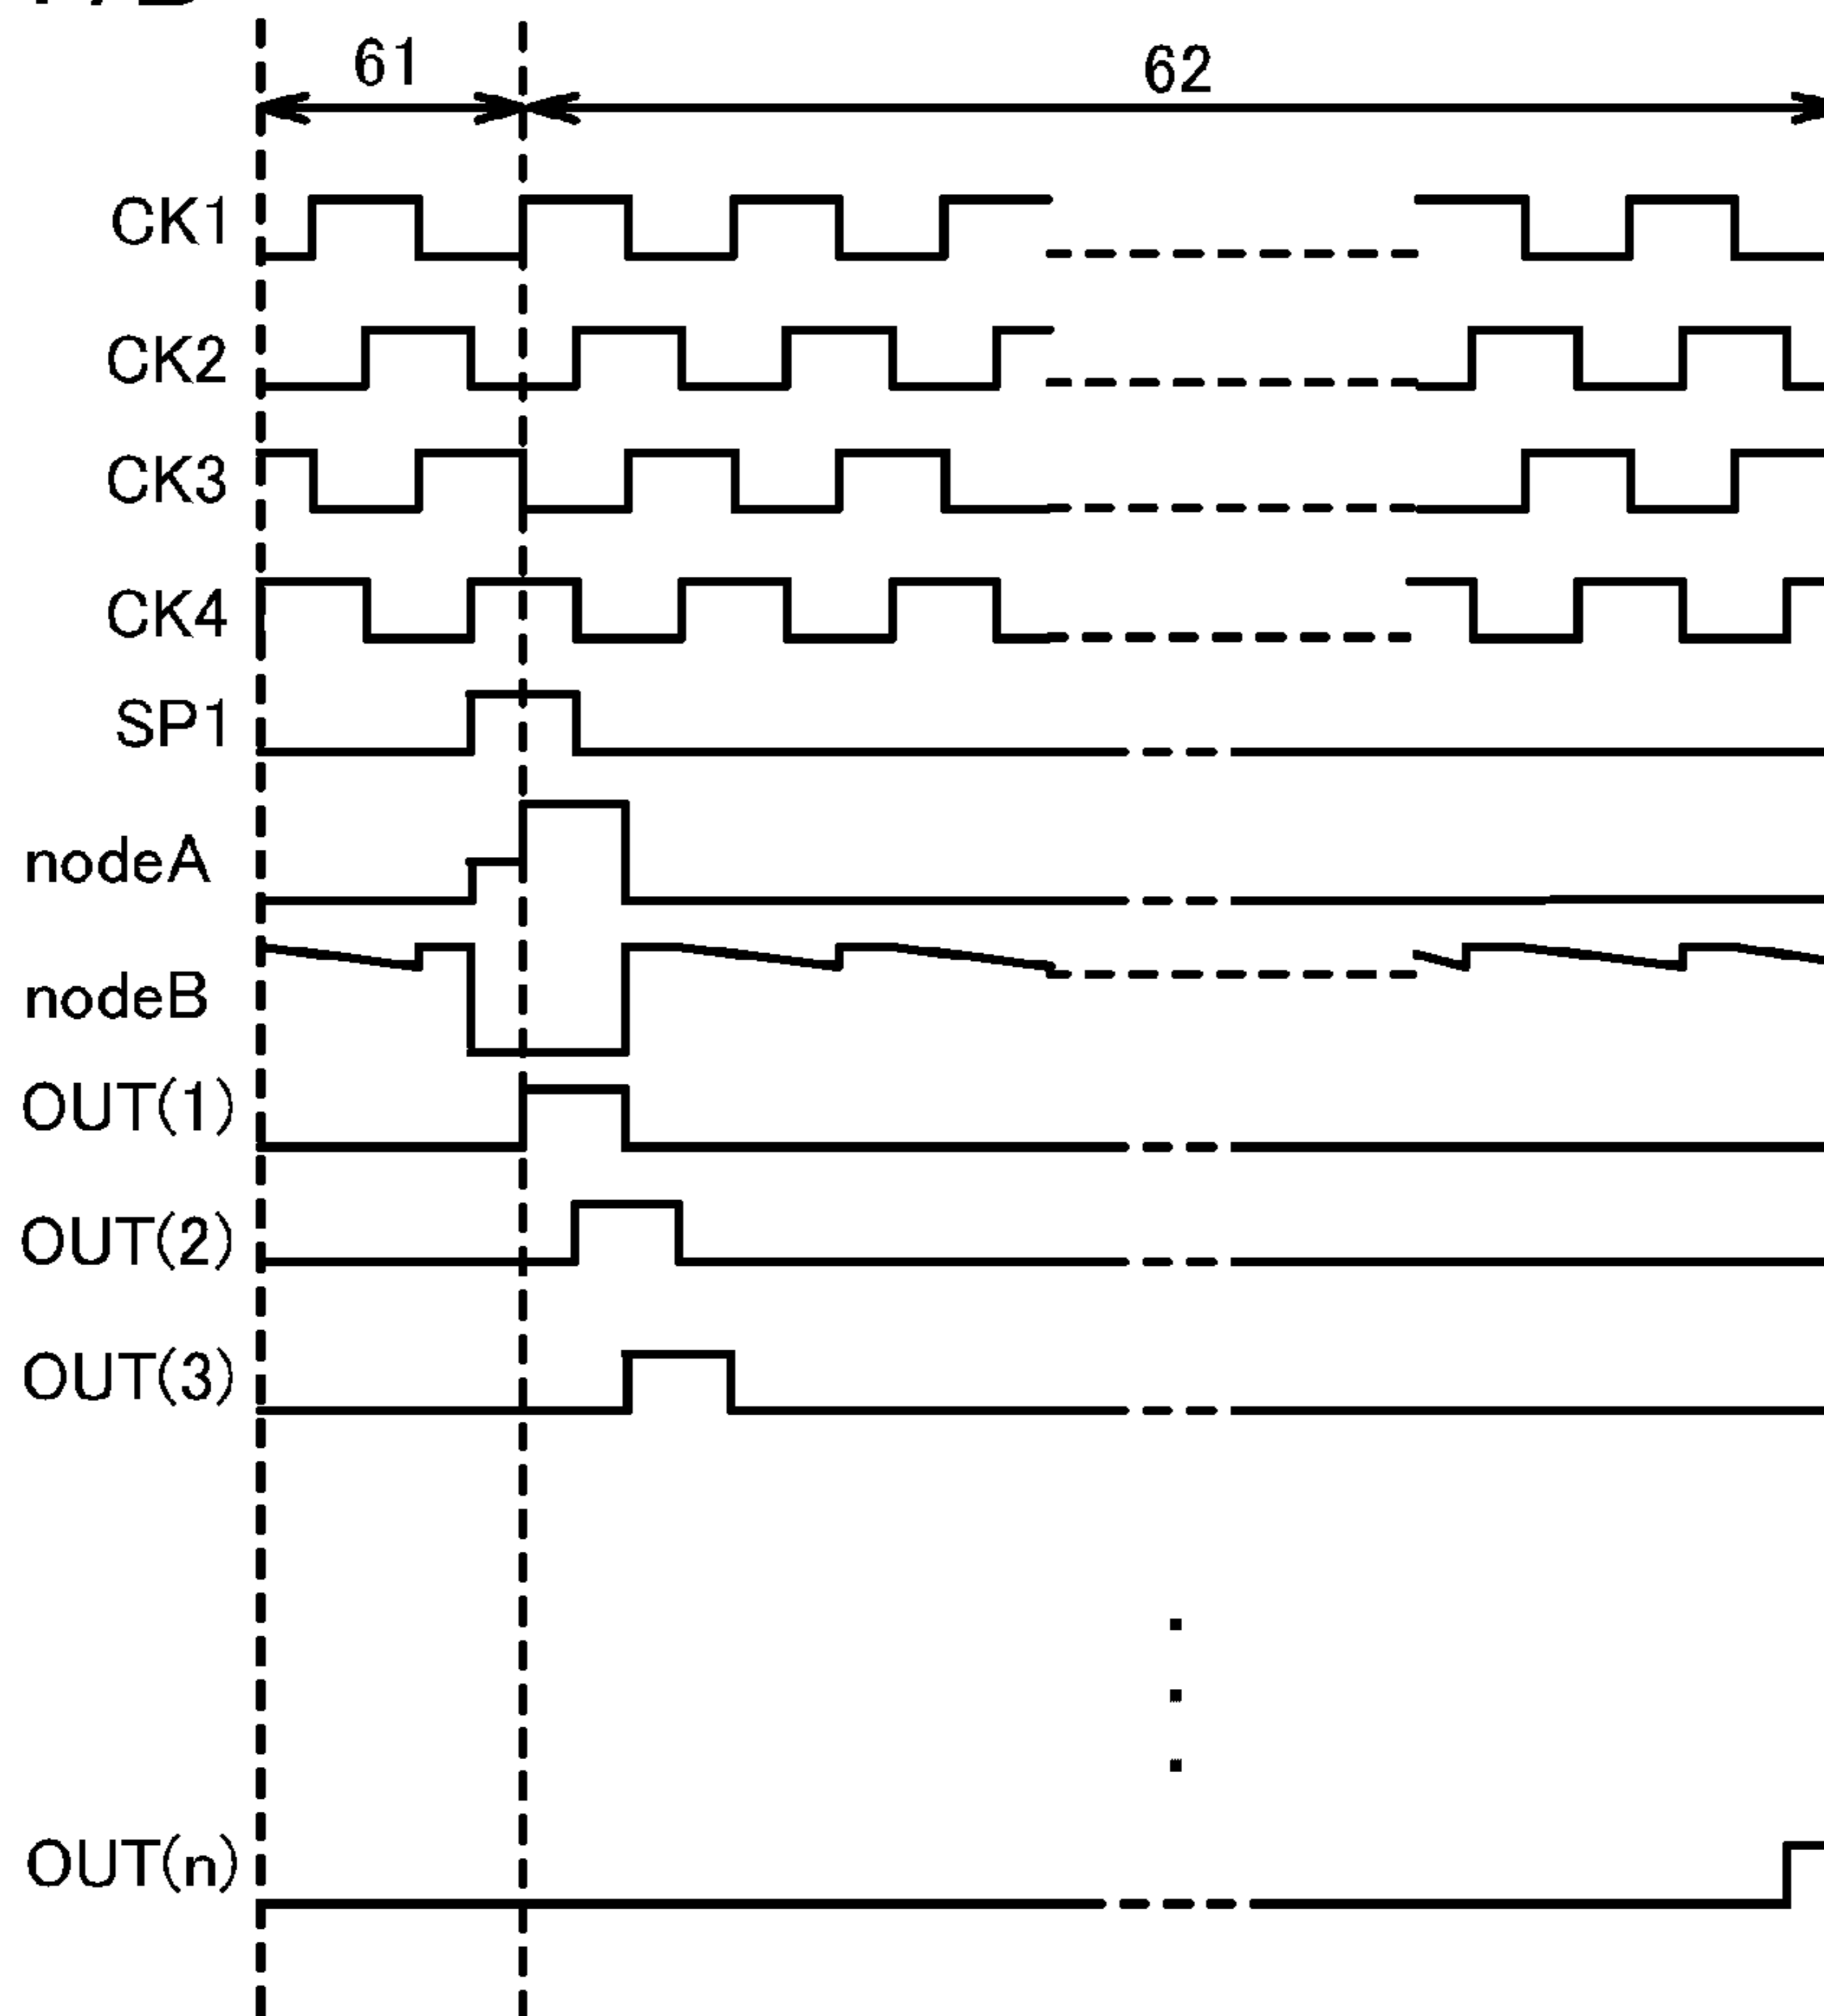 61
62
CK1
CK2
CK3
CK4
SP1
nodeA
nodeB
OUT(1)
OUT(2)
OUT(3)
OUT(n)